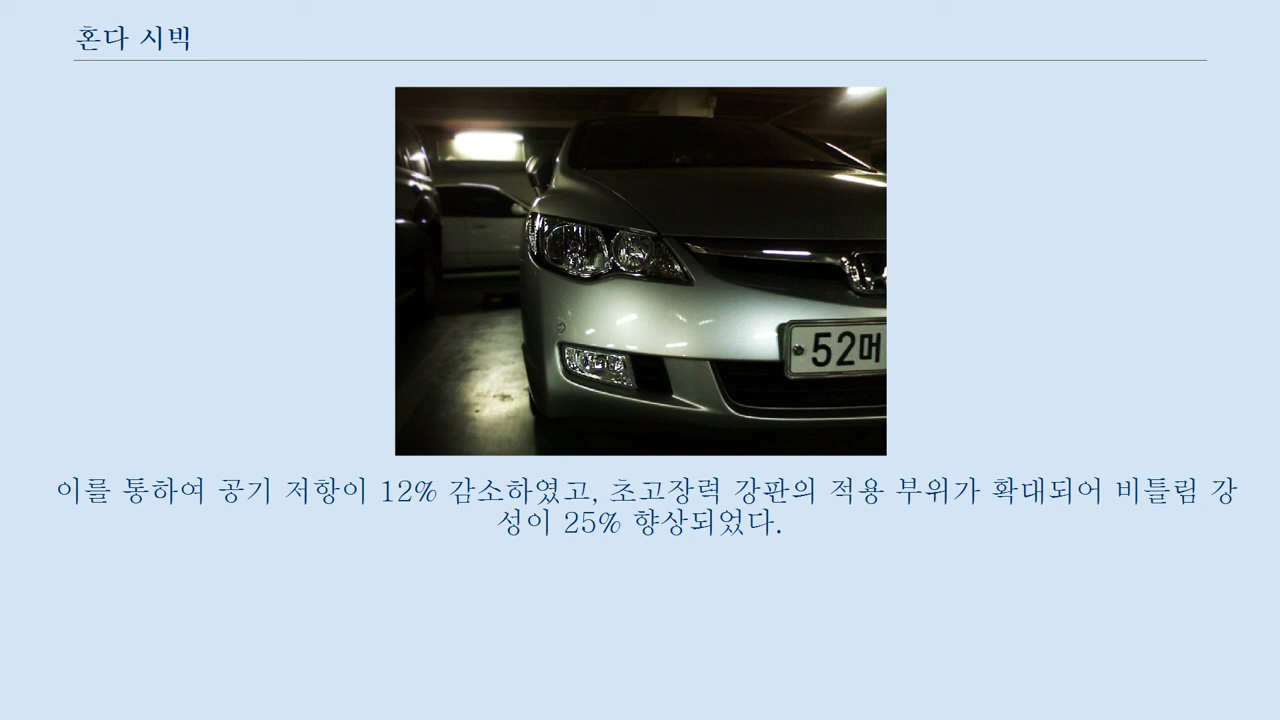 혼다 시빅
52머
이를 통하여 공기 저항이 12% 감소하였고, 초고장력 강판의 적용 부위가 확대되어 비틀림 강
성이 25% 향상되었다.